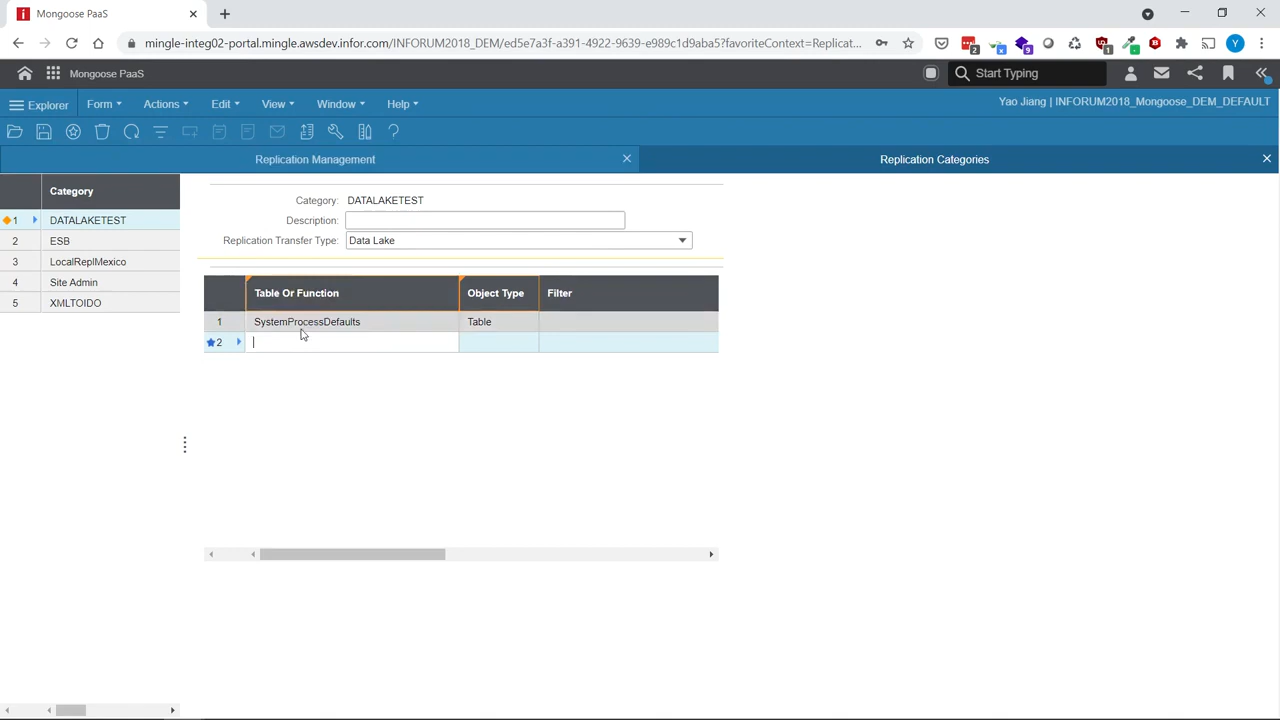 Mongoose PaaS
mingle-integ02-portal.mingle.awsdev.infor.com/INFORUM2018_DEM/ed5e7a3f-a391-4922-9639-e989c1d9aba5?favoriteContext=Replicat...
Mongoose PaaS
Start Typing
Explorer Form Actions Edit View Window Help
Yao Jiang | INFORUM2018_Mongoose_DEM_DEFAULT
Replication Management
Replication Categories
Category
1 DATALAKETEST
2 ESB
3 LocalReplMexico
4 Site Admin
5 XMLTOIDO
Category: DATALAKETEST
Description:
Replication Transfer Type: Data Lake
Table Or Function Object Type Filter
1 SystemProcessDefaults Table
2